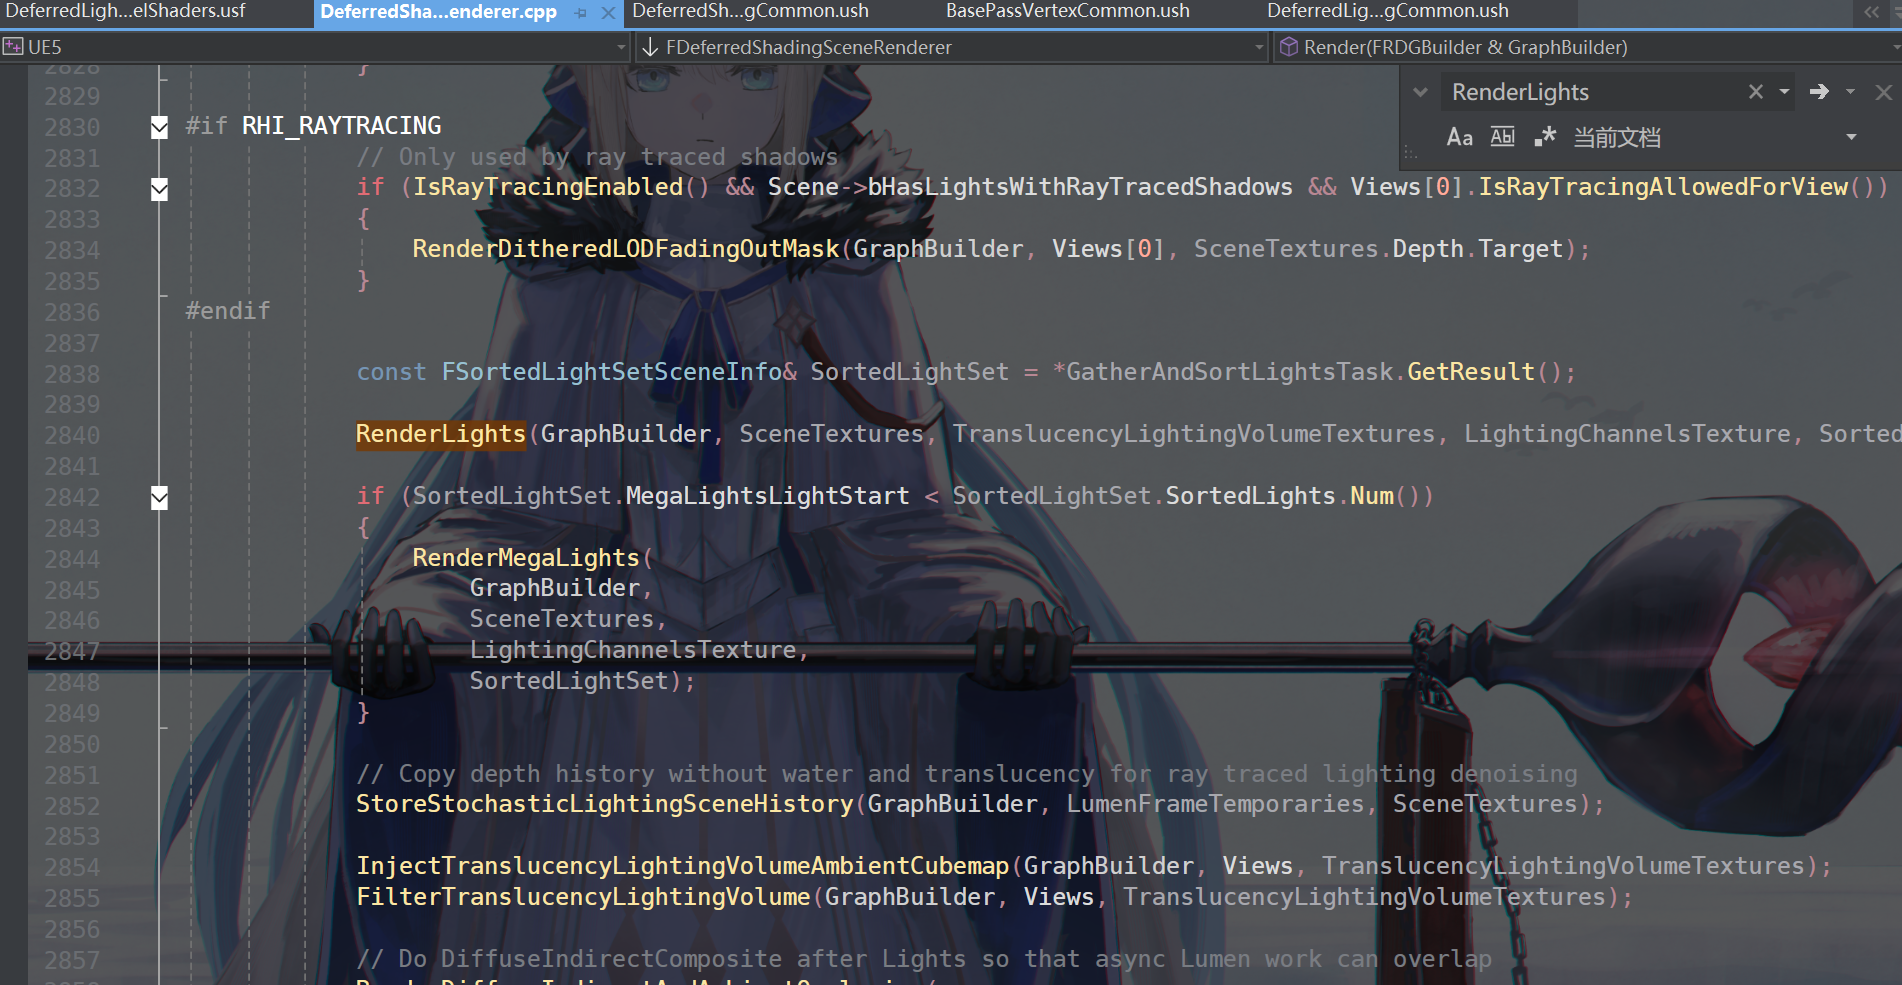 DeferredLigh...elShaders.usf DeferredSha...enderer.cpp DeferredSh...gCommon.ush BasePassVertexCommon.ush DeferredLig...gCommon.ush
UE5 FDeferredShadingSceneRenderer Render(FRDGBuilder & GraphBuilder)
RenderLights
Aa Abl .* 当前文档
2828 }
2829
2830 #if RHI_RAYTRACING
2831 // Only used by ray traced shadows
2832 if (IsRayTracingEnabled() && Scene->bHasLightsWithRayTracedShadows && Views[0].IsRayTracingAllowedForView())
2833 {
2834 RenderDitheredLODFadingOutMask(GraphBuilder, Views[0], SceneTextures.Depth.Target);
2835 }
2836 #endif
2837
2838 const FSortedLightSetSceneInfo& SortedLightSet = *GatherAndSortLightsTask.GetResult();
2839
2840 RenderLights(GraphBuilder, SceneTextures, TranslucencyLightingVolumeTextures, LightingChannelsTexture, Sorted
2841
2842 if (SortedLightSet.MegaLightsLightStart < SortedLightSet.SortedLights.Num())
2843 {
2844 RenderMegaLights(
2845 GraphBuilder,
2846 SceneTextures,
2847 LightingChannelsTexture,
2848 SortedLightSet);
2849 }
2850
2851 // Copy depth history without water and translucency for ray traced lighting denoising
2852 StoreStochasticLightingSceneHistory(GraphBuilder, LumenFrameTemporaries, SceneTextures);
2853
2854 InjectTranslucencyLightingVolumeAmbientCubemap(GraphBuilder, Views, TranslucencyLightingVolumeTextures);
2855 FilterTranslucencyLightingVolume(GraphBuilder, Views, TranslucencyLightingVolumeTextures);
2856
2857 // Do DiffuseIndirectComposite after Lights so that async Lumen work can overlap